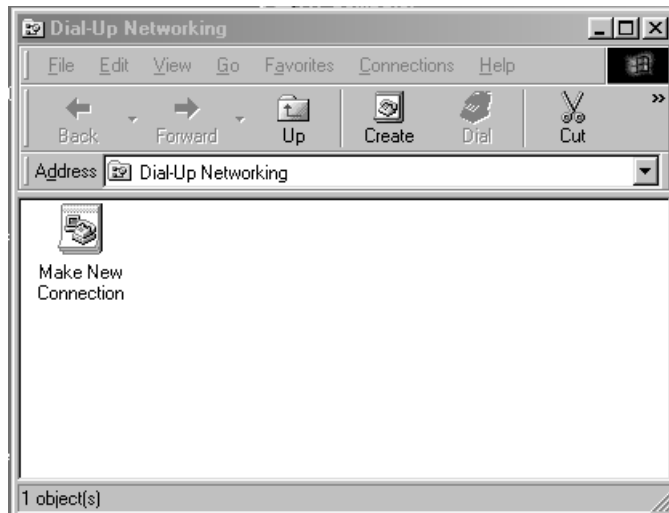 Dial-Up Networking
File Edit View Go Favorites Connections Help
Back Forward Up Create Dial Cut »
Address Dial-Up Networking
Make New
Connection
1 object(s)